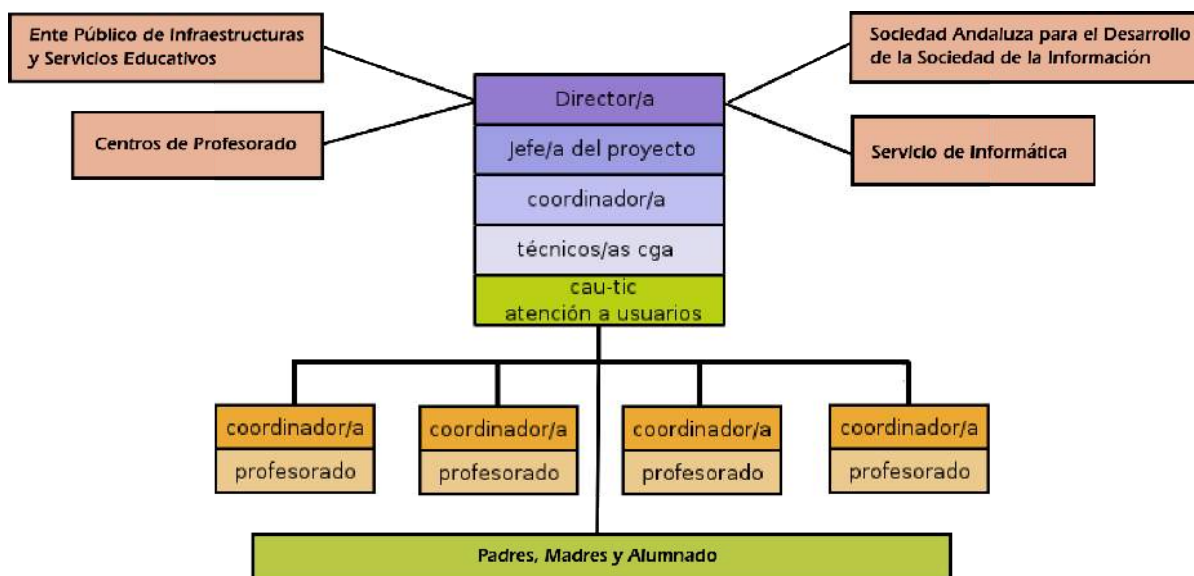 Ente Público de Infraestructuras
y Servicios Educativos
Sociedad Andaluza para el Desarrollo
de la Sociedad de la Información
Centros de Profesorado
Servicio de Informática
Director/a
Jefe/a del proyecto
coordinador/a
técnicos/as cga
cau-tic
atención a usuarios
coordinador/a
profesorado
coordinador/a
profesorado
coordinador/a
profesorado
coordinador/a
profesorado
Padres, Madres y Alumnado